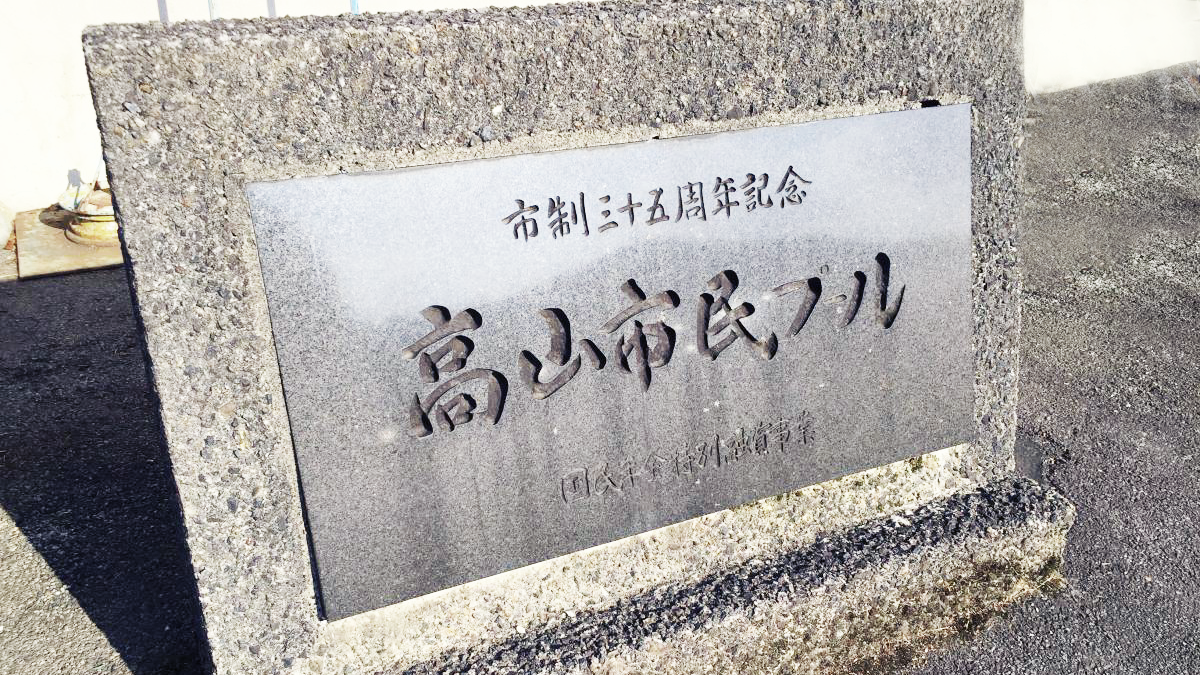 市制三十五周年記念
高山市民プール
国民年金特別融資事業